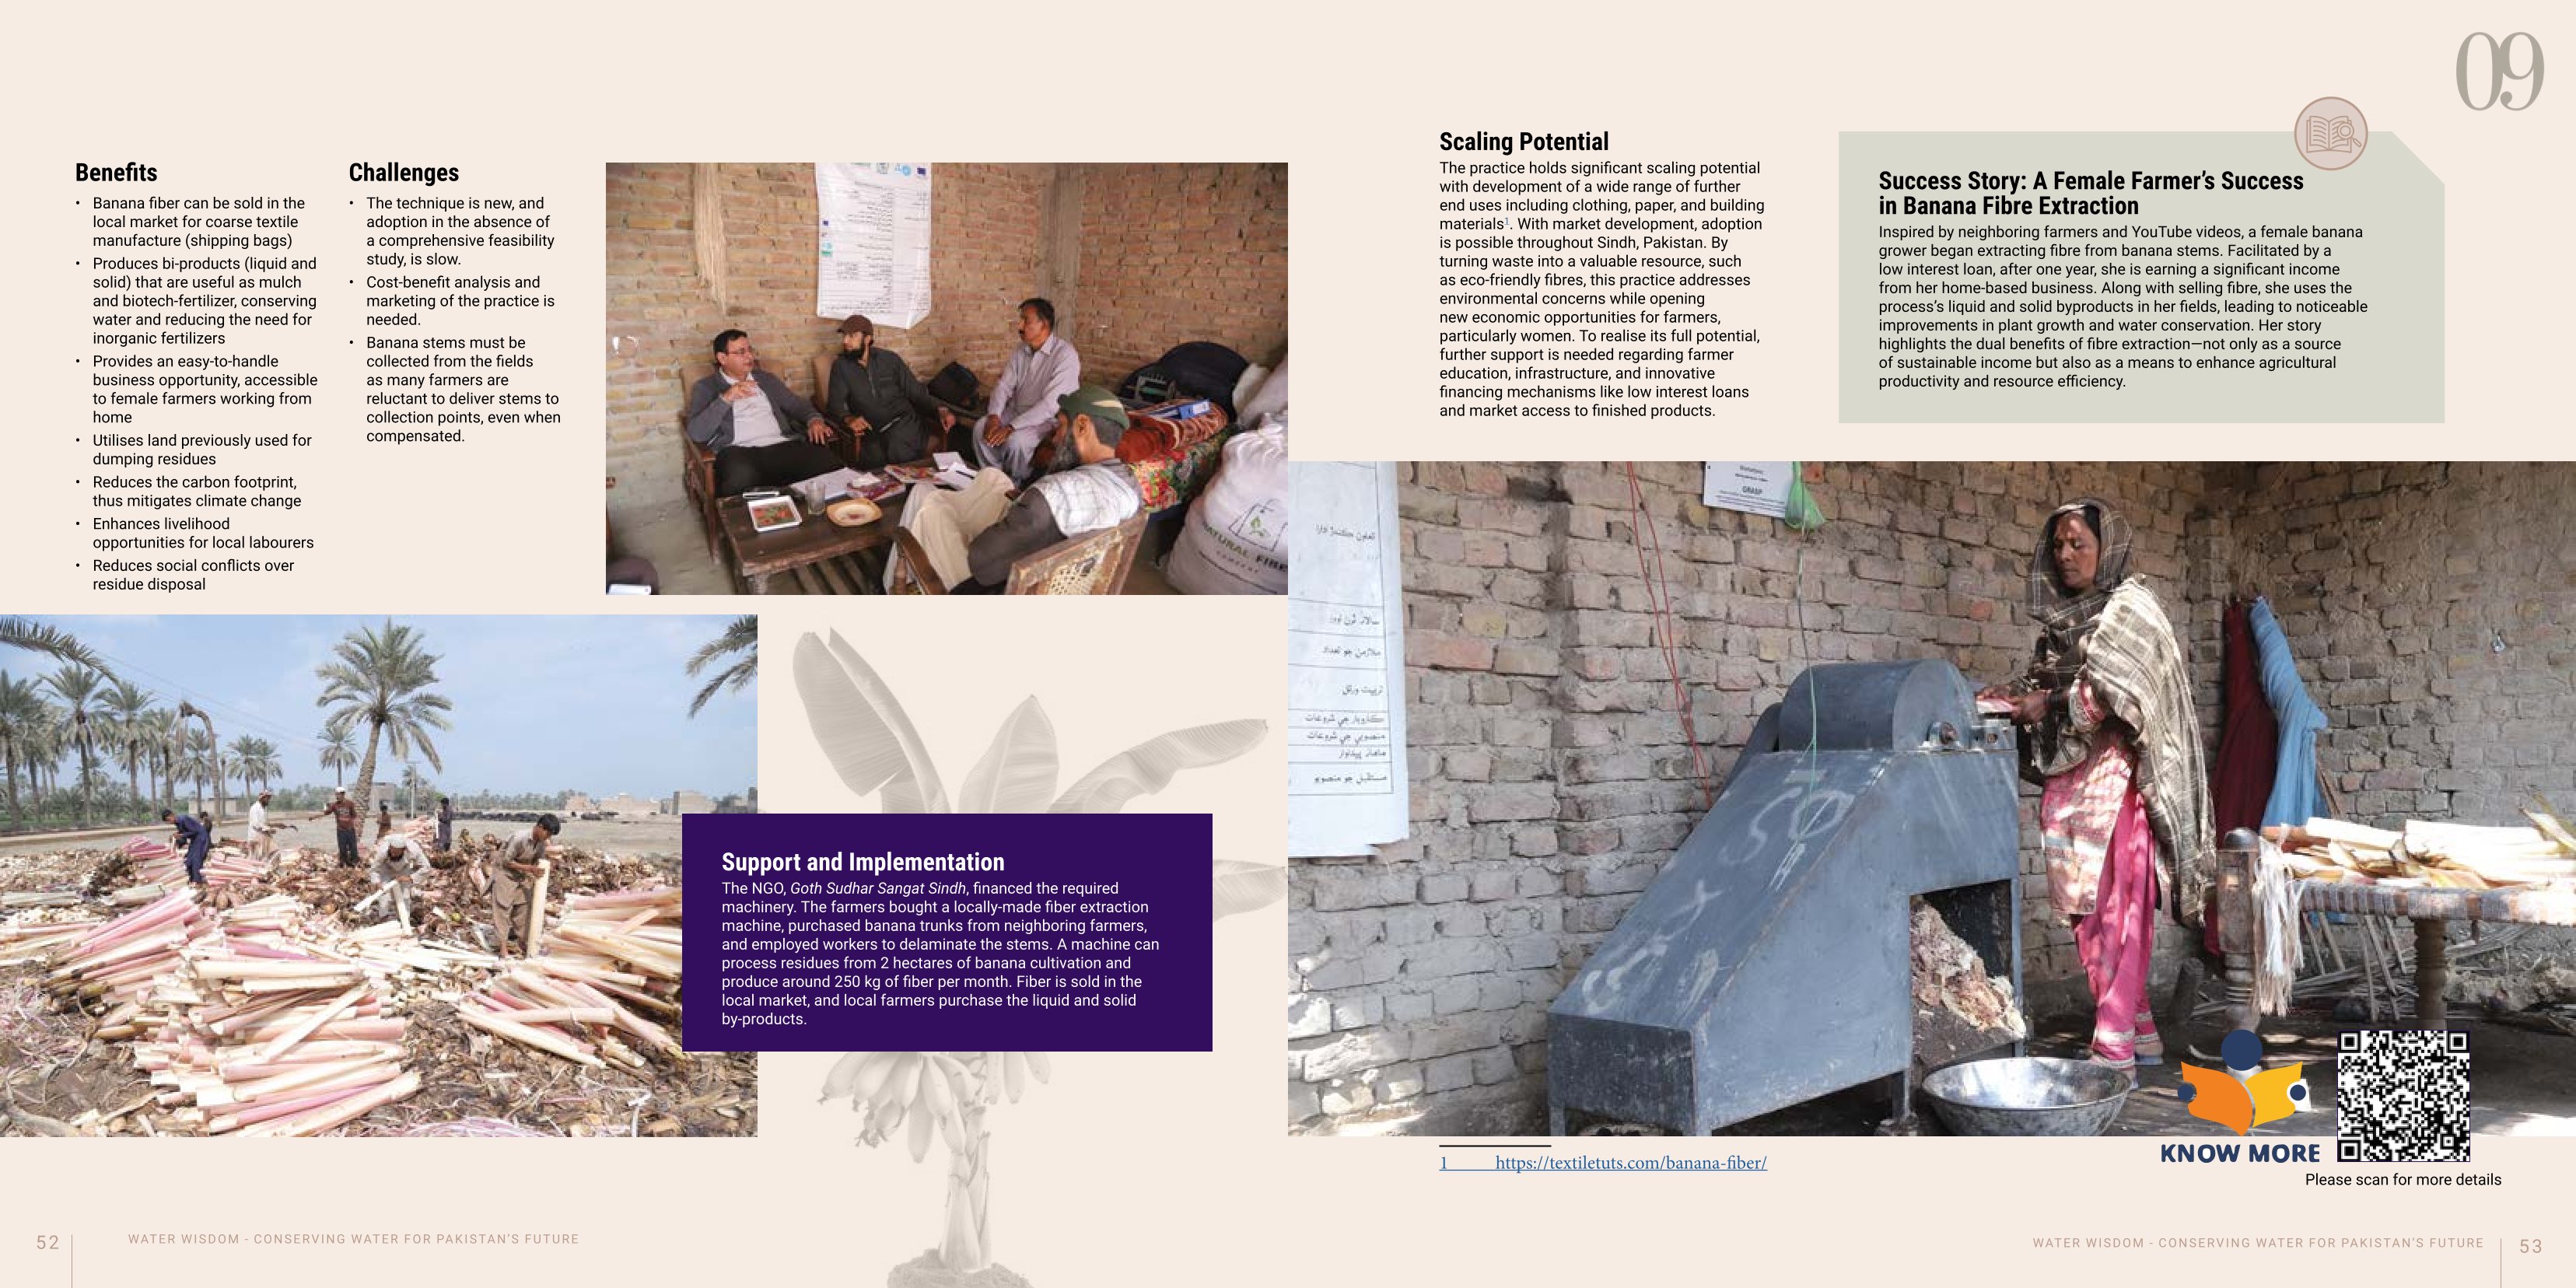 09
Benefits
• Banana fiber can be sold in the
local market for coarse textile
manufacture (shipping bags)
• Produces bi-products (liquid and
solid) that are useful as mulch
and biotech-fertilizer, conserving
water and reducing the need for
inorganic fertilizers
• Provides an easy-to-handle
business opportunity, accessible
to female farmers working from
home
• Utilises land previously used for
dumping residues
• Reduces the carbon footprint,
thus mitigates climate change
• Enhances livelihood
opportunities for local labourers
• Reduces social conflicts over
residue disposal
Challenges
• The technique is new, and
adoption in the absence of
a comprehensive feasibility
study, is slow.
• Cost-benefit analysis and
marketing of the practice is
needed.
• Banana stems must be
collected from the fields
as many farmers are
reluctant to deliver stems to
collection points, even when
compensated.
NATURAL FIBE
Support and Implementation
The NGO, Goth Sudhar Sangat Sindh, financed the required
machinery. The farmers bought a locally-made fiber extraction
machine, purchased banana trunks from neighboring farmers,
and employed workers to delaminate the stems. A machine can
process residues from 2 hectares of banana cultivation and
produce around 250 kg of fiber per month. Fiber is sold in the
local market, and local farmers purchase the liquid and solid
by-products.
52
WATER WISDOM - CONSERVING WATER FOR PAKISTAN'S FUTURE
Scaling Potential
The practice holds significant scaling potential
with development of a wide range of further
end uses including clothing, paper, and building
materials1. With market development, adoption
is possible throughout Sindh, Pakistan. By
turning waste into a valuable resource, such
as eco-friendly fibres, this practice addresses
environmental concerns while opening
new economic opportunities for farmers,
particularly women. To realise its full potential,
further support is needed regarding farmer
education, infrastructure, and innovative
financing mechanisms like low interest loans
and market access to finished products.
Success Story: A Female Farmer’s Success
in Banana Fibre Extraction
Inspired by neighboring farmers and YouTube videos, a female banana
grower began extracting fibre from banana stems. Facilitated by a
low interest loan, after one year, she is earning a significant income
from her home-based business. Along with selling fibre, she uses the
process’s liquid and solid byproducts in her fields, leading to noticeable
improvements in plant growth and water conservation. Her story
highlights the dual benefits of fibre extraction—not only as a source
of sustainable income but also as a means to enhance agricultural
productivity and resource efficiency.
GRASP
ملازمن جو تعداد
ڪاروبار جي شروعات
منصوبي جي شروعات
ماهانه پيداوار
مستقبل جو منصوبو
KNOW MORE
Please scan for more details
1 https://textiletuts.com/banana-fiber/
WATER WISDOM - CONSERVING WATER FOR PAKISTAN'S FUTURE
53